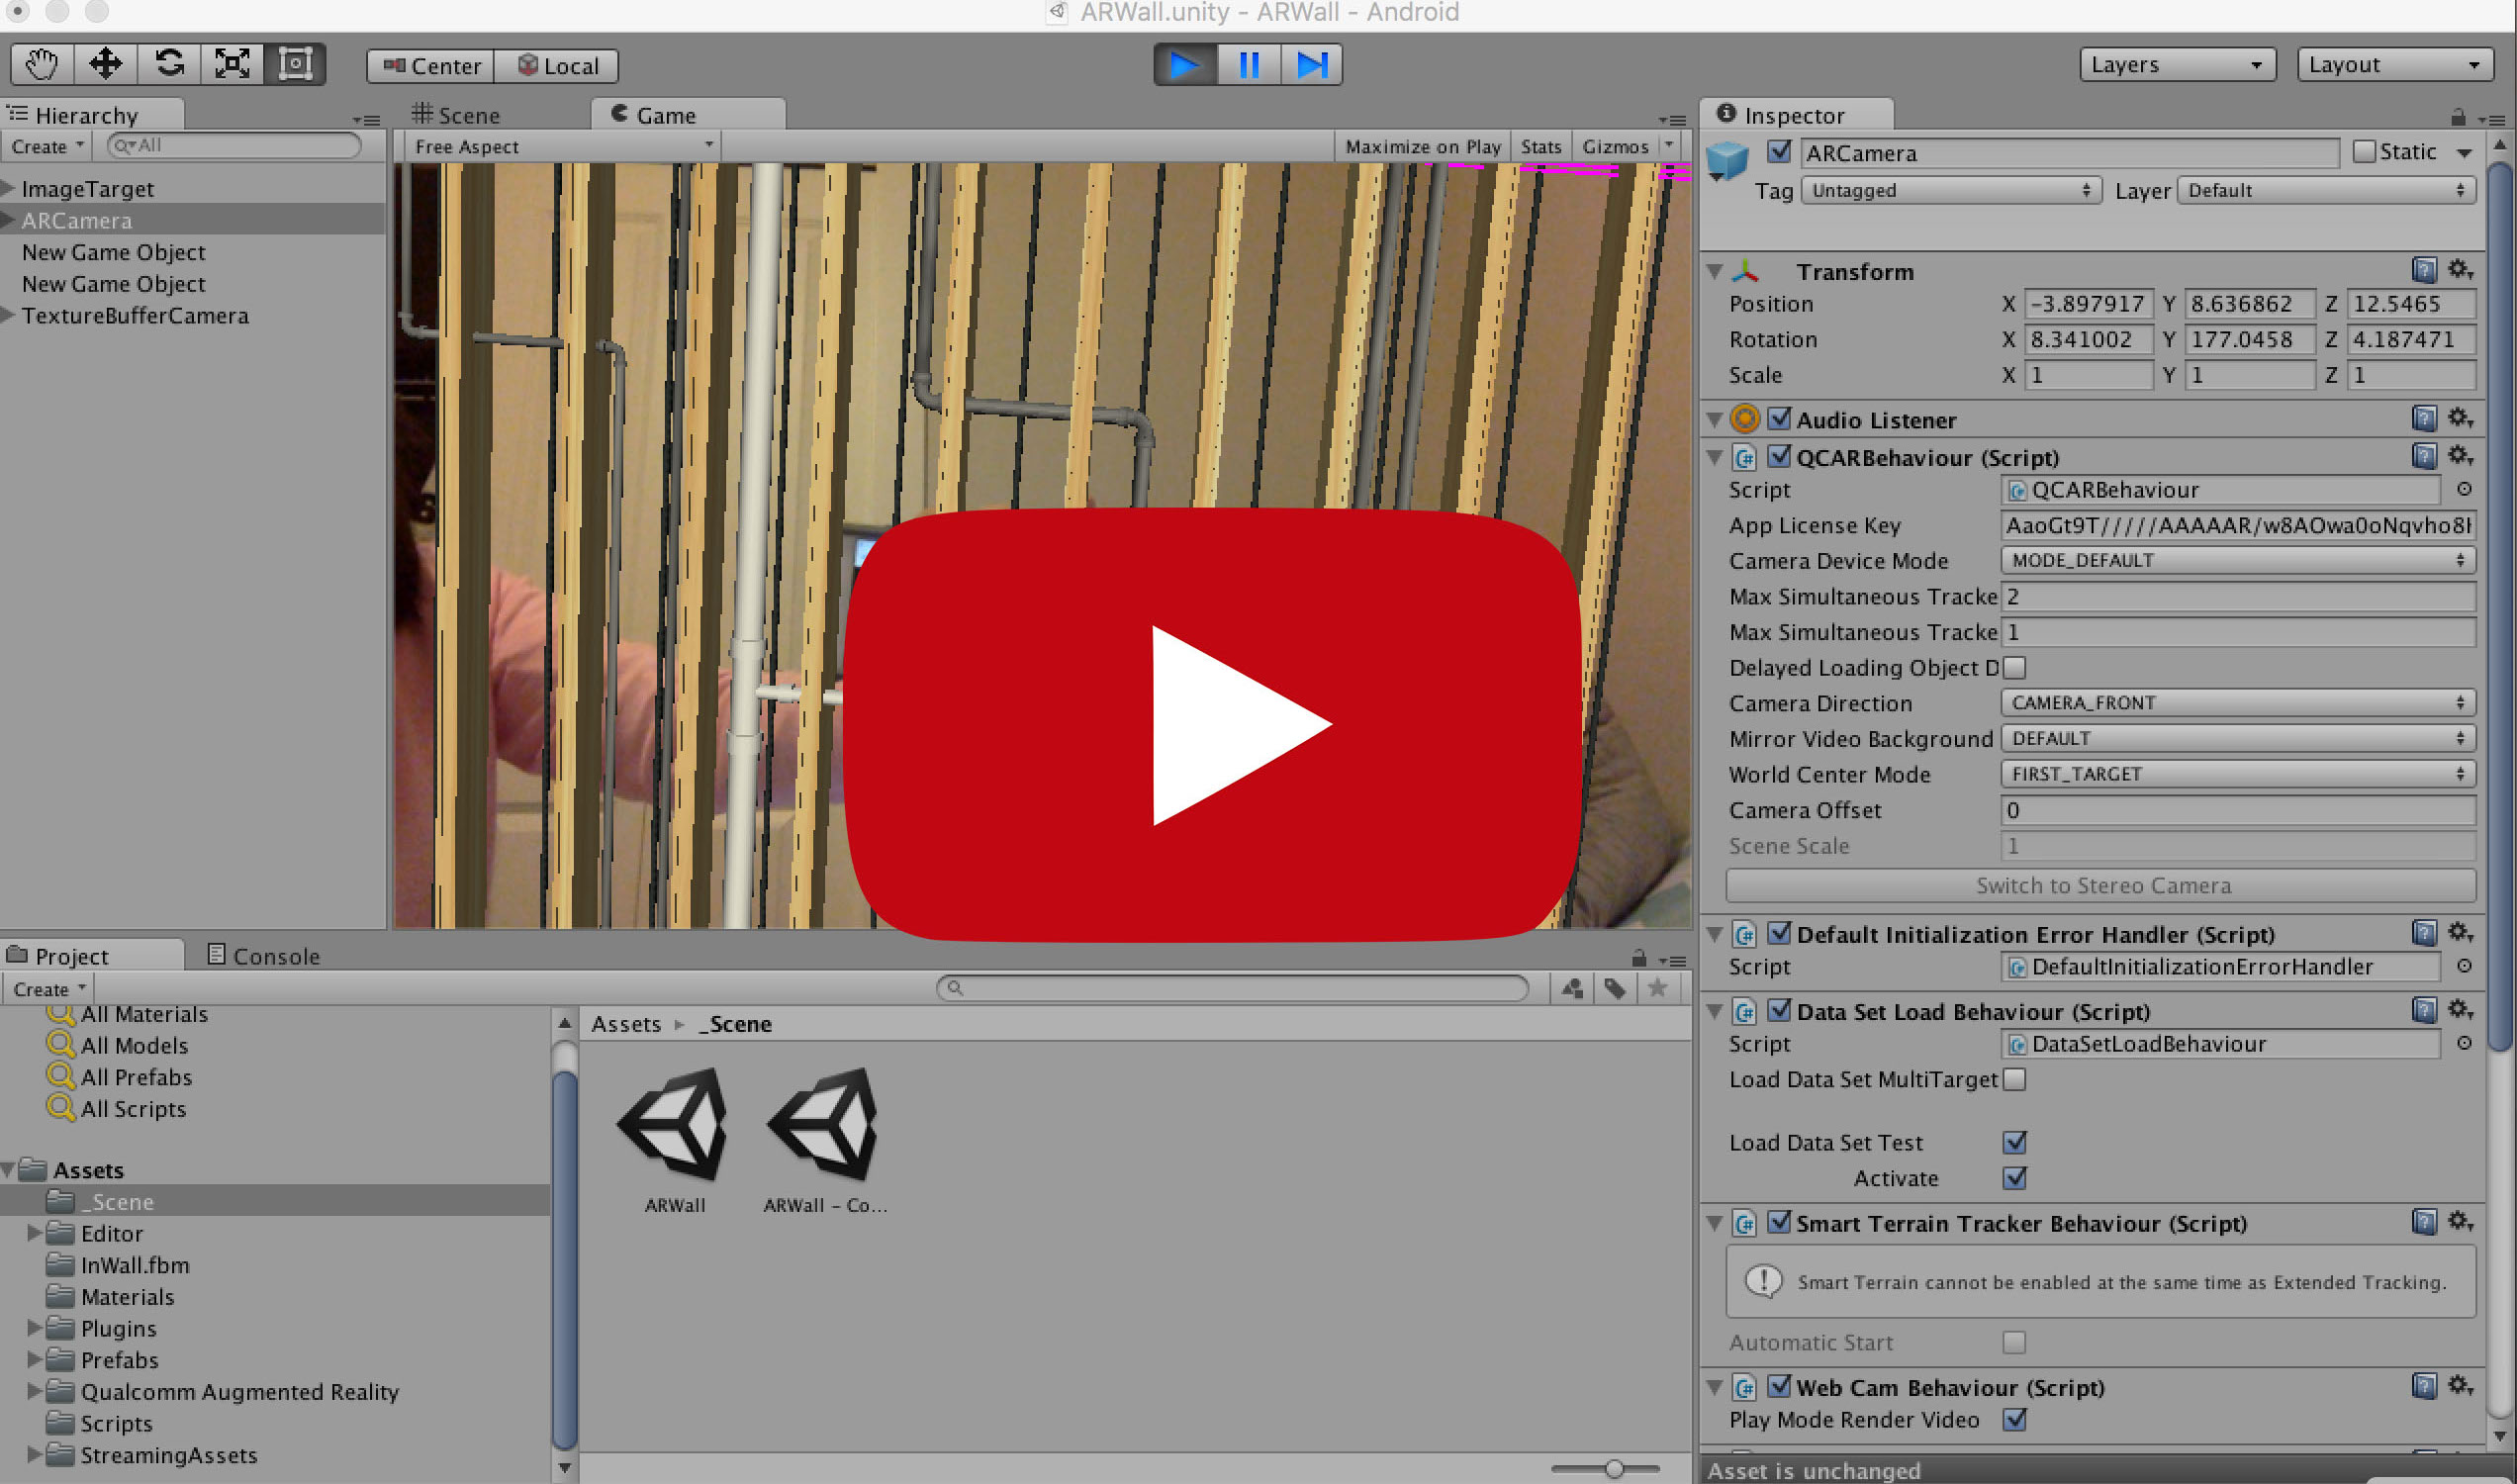 ARWall.unity - ARWall - Android
Center Local Layers Layout
Hierarchy
Create All
ImageTarget
ARCamera
New Game Object
New Game Object
TextureBufferCamera
Scene Game
Free Aspect Maximize on Play Stats Gizmos
Inspector
ARCamera Static
Tag Untagged Layer Default
Transform
Position X -3.897917 Y 8.636862 Z 12.5465
Rotation X 8.341002 Y 177.0458 Z 4.187471
Scale X 1 Y 1 Z 1
Audio Listener
QCARBehaviour (Script)
Script QCARBehaviour
App License Key AaoGt9T/////AAAAAR/w8AOwa0oNqvho8
Camera Device Mode MODE_DEFAULT
Max Simultaneous Tracke 2
Max Simultaneous Tracke 1
Delayed Loading Object D
Camera Direction CAMERA_FRONT
Mirror Video Background DEFAULT
World Center Mode FIRST_TARGET
Camera Offset 0
Scene Scale 1
Switch to Stereo Camera
Default Initialization Error Handler (Script)
Script DefaultInitializationErrorHandler
Data Set Load Behaviour (Script)
Script DataSetLoadBehaviour
Load Data Set MultiTarget
Load Data Set Test
Activate
Smart Terrain Tracker Behaviour (Script)
Smart Terrain cannot be enabled at the same time as Extended Tracking.
Automatic Start
Web Cam Behaviour (Script)
Play Mode Render Video
Asset is unchanged
Project Console
Create
All Materials
All Models
All Prefabs
All Scripts
Assets
_Scene
Editor
InWall.fbm
Materials
Plugins
Prefabs
Qualcomm Augmented Reality
Scripts
StreamingAssets
Assets _Scene
ARWall ARWall - Co...